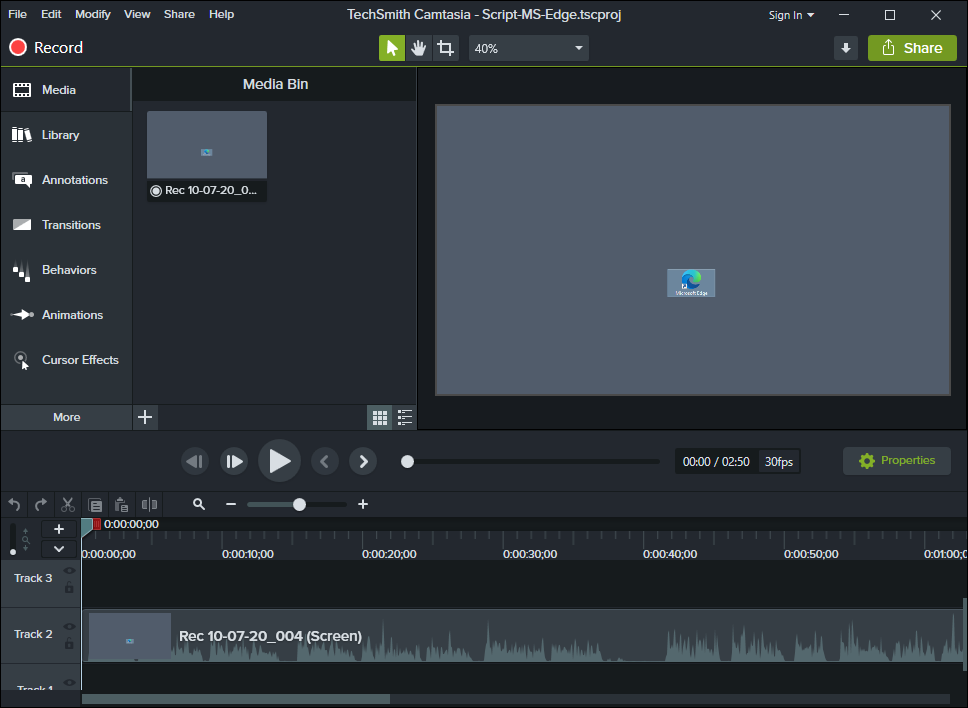 File Edit Modify View Share Help TechSmith Camtasia - Script-MS-Edge.tscproj Sign In
Record 40% Share
Media
Library
Annotations
Transitions
Behaviors
Animations
Cursor Effects
More
Media Bin
Rec 10-07-20_0...
Microsoft Edge
00:00 / 02:50 30fps Properties
0:00:00;00
0:00:00;00 0:00:10;00 0:00:20;00 0:00:30;00 0:00:40;00 0:00:50;00 0:01:00;0
Track 3
Track 2 Rec 10-07-20_004 (Screen)
Track 1